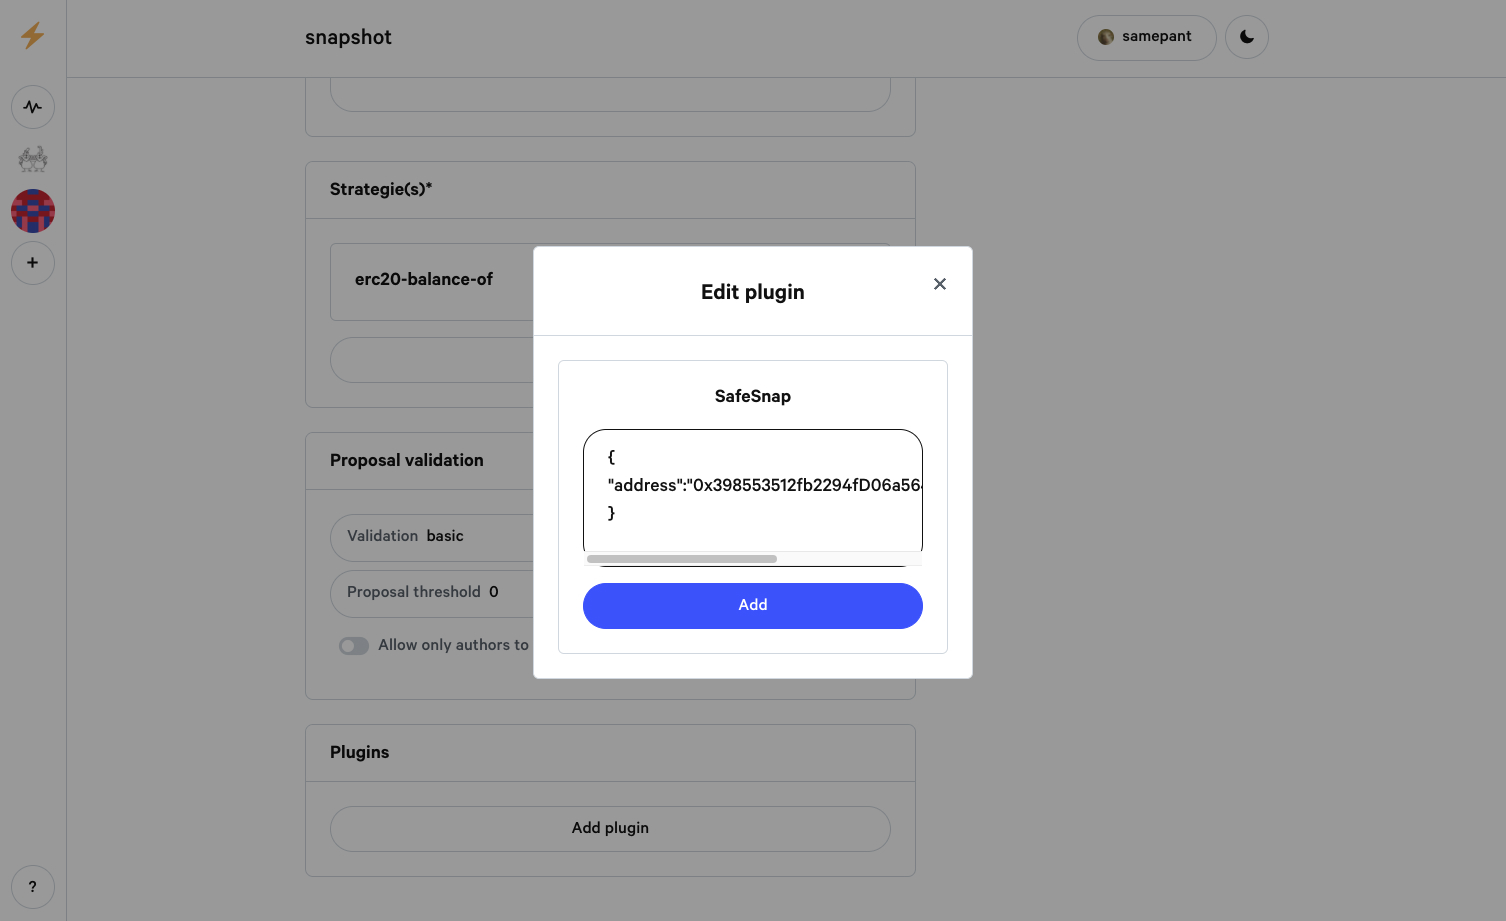 snapshot
samepant
Strategie(s)*
erc20-balance-of
Edit plugin
SafeSnap
{
"address":"0x398553512fb2294fD06a56
}
Add
Proposal validation
Validation basic
Proposal threshold 0
Allow only authors to
Plugins
Add plugin
?